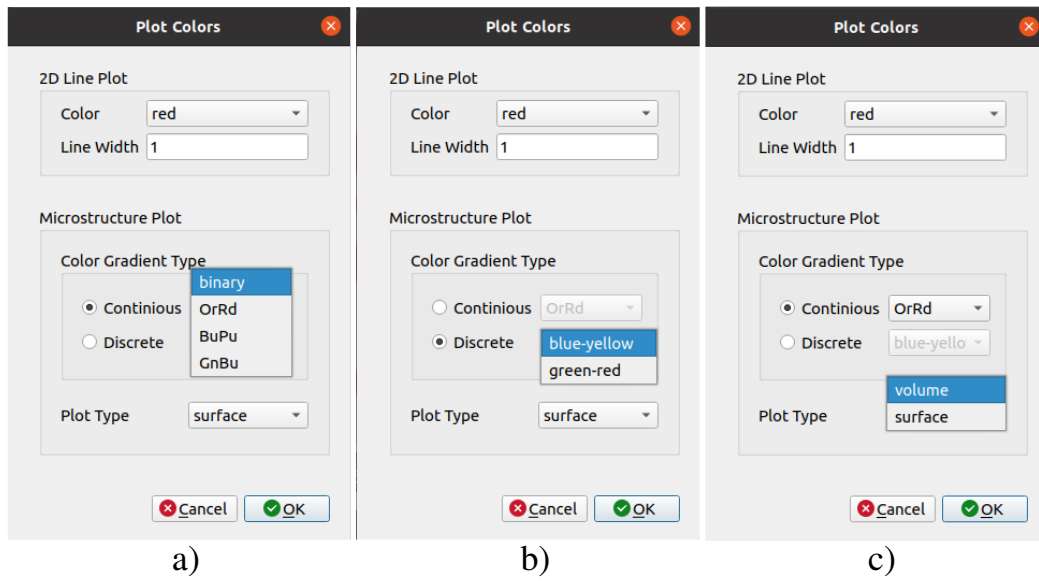 Plot Colors
2D Line Plot
Color red
Line Width 1
Microstructure Plot
Color Gradient Type
binary
Continious OrRd
BuPu
Discrete
GnBu
Plot Type surface
Cancel OK
a)
Plot Colors
2D Line Plot
Color red
Line Width 1
Microstructure Plot
Color Gradient Type
Continious OrRd
Discrete blue-yellow
green-red
Plot Type surface
Cancel OK
b)
Plot Colors
2D Line Plot
Color red
Line Width 1
Microstructure Plot
Color Gradient Type
Continious OrRd
Discrete blue-yello
volume
Plot Type surface
Cancel OK
c)